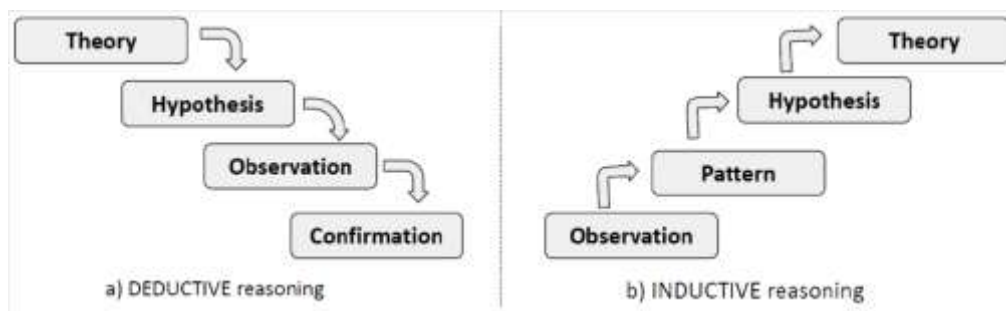 Theory
Hypothesis
Observation
Confirmation
a) DEDUCTIVE reasoning
Theory
Hypothesis
Pattern
Observation
b) INDUCTIVE reasoning